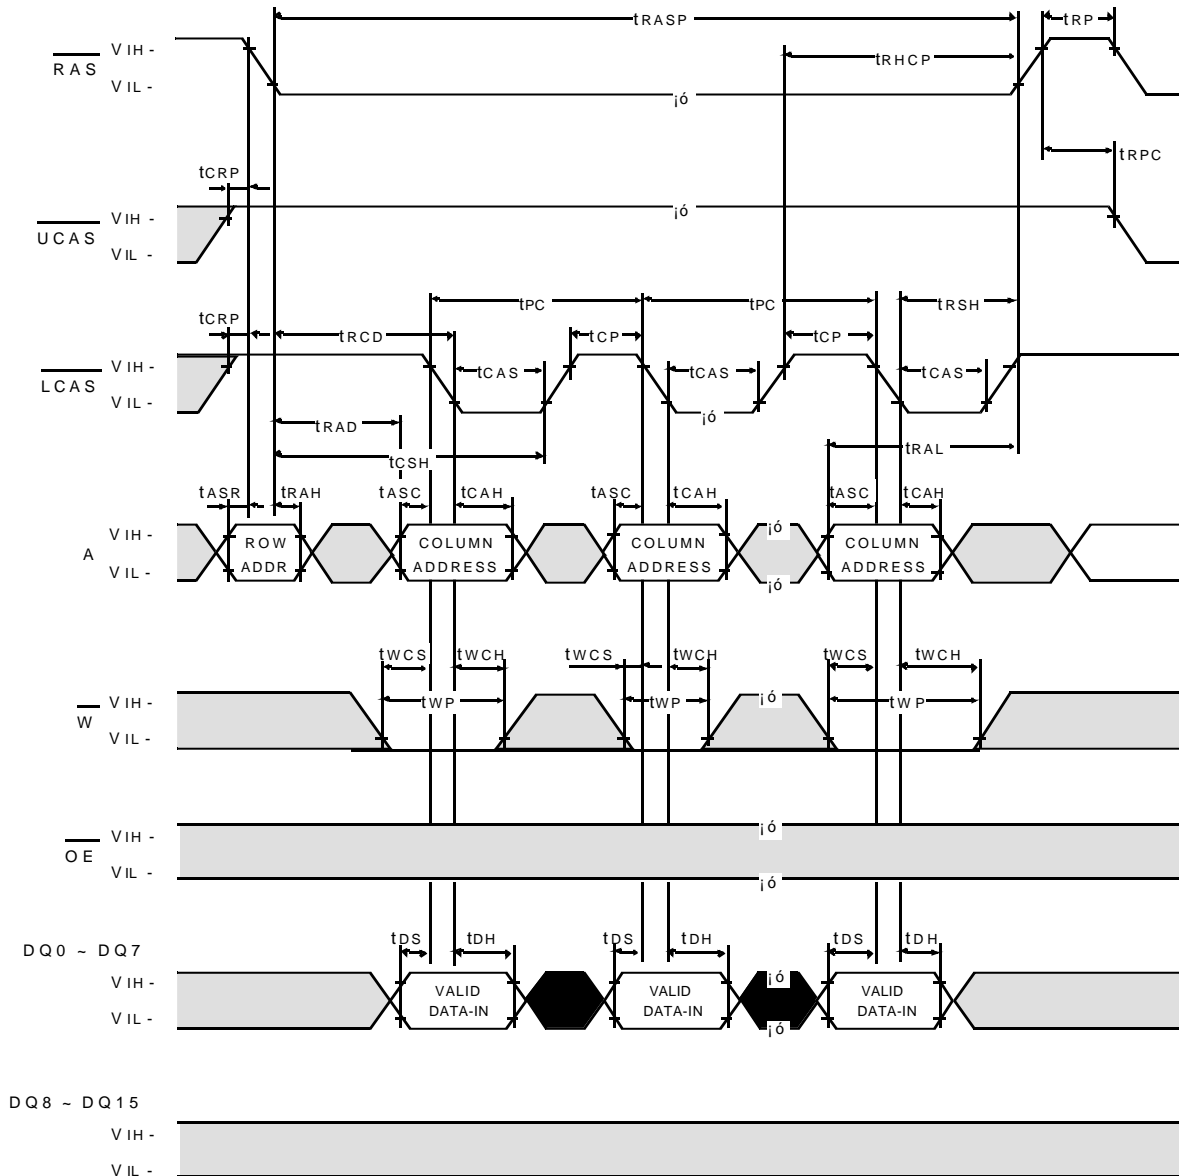 tRASP
tRP
RAS
VIH -
tRHCP
VIL -
¡ó
tRPC
tCRP
UCAS
VIH -
¡ó
VIL -
tPC
tPC
tRSH
tCRP
tRCD
tCP
tCP
LCAS
VIH -
tCAS
tCAS
tCAS
VIL -
¡ó
tRAD
tRAL
tCSH
tASR
tRAH
tASC
tCAH
tASC
tCAH
tASC
tCAH
A
VIH -
ROW
COLUMN
COLUMN
¡ó
COLUMN
VIL -
ADDR
ADDRESS
ADDRESS
¡ó
ADDRESS
tWCS
tWCH
tWCS
tWCH
tWCS
tWCH
W
VIH -
tWP
tWP
¡ó
tWP
VIL -
OE
VIH -
¡ó
VIL -
¡ó
DQ0 ~ DQ7
tDS
tDH
tDS
tDH
tDS
tDH
VIH -
VALID
VALID
¡ó
VALID
VIL -
DATA-IN
DATA-IN
¡ó
DATA-IN
DQ8 ~ DQ15
VIH -
VIL -